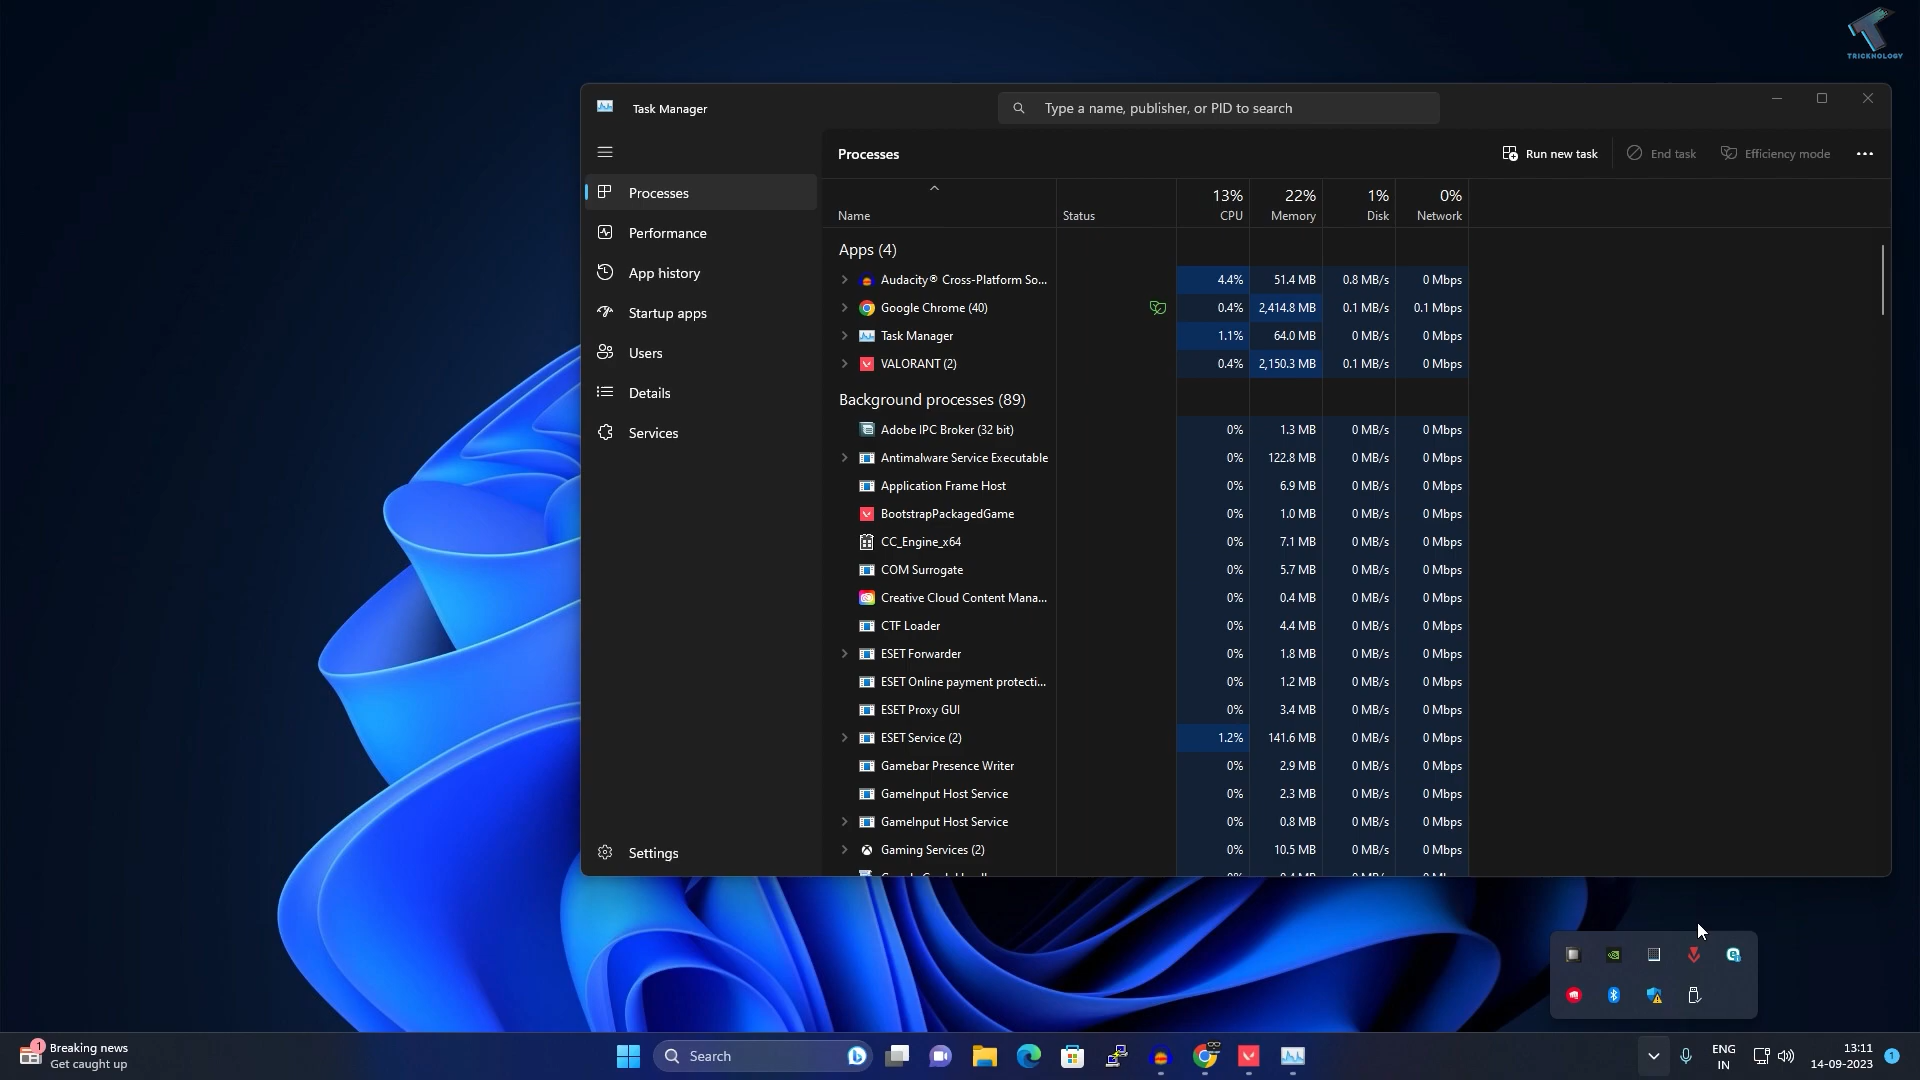 TRICKNOLOGY
Task Manager
Type a name, publisher, or PID to search
Processes
Run new task
End task
Efficiency mode
Processes
Performance
App history
Startup apps
Users
Details
Services
Settings
13% 22% 1% 0%
Name Status CPU Memory Disk Network
Apps (4)
Audacity® Cross-Platform So... 4.4% 51.4 MB 0.8 MB/s 0 Mbps
Google Chrome (40) 0.4% 2,414.8 MB 0.1 MB/s 0.1 Mbps
Task Manager 1.1% 64.0 MB 0 MB/s 0 Mbps
VALORANT (2) 0.4% 2,150.3 MB 0.1 MB/s 0 Mbps
Background processes (89)
Adobe IPC Broker (32 bit) 0% 1.3 MB 0 MB/s 0 Mbps
Antimalware Service Executable 0% 122.8 MB 0 MB/s 0 Mbps
Application Frame Host 0% 6.9 MB 0 MB/s 0 Mbps
BootstrapPackagedGame 0% 1.0 MB 0 MB/s 0 Mbps
CC_Engine_x64 0% 7.1 MB 0 MB/s 0 Mbps
COM Surrogate 0% 5.7 MB 0 MB/s 0 Mbps
Creative Cloud Content Mana... 0% 0.4 MB 0 MB/s 0 Mbps
CTF Loader 0% 4.4 MB 0 MB/s 0 Mbps
ESET Forwarder 0% 1.8 MB 0 MB/s 0 Mbps
ESET Online payment protecti... 0% 1.2 MB 0 MB/s 0 Mbps
ESET Proxy GUI 0% 3.4 MB 0 MB/s 0 Mbps
ESET Service (2) 1.2% 141.6 MB 0 MB/s 0 Mbps
Gamebar Presence Writer 0% 2.9 MB 0 MB/s 0 Mbps
GameInput Host Service 0% 2.3 MB 0 MB/s 0 Mbps
GameInput Host Service 0% 0.8 MB 0 MB/s 0 Mbps
Gaming Services (2) 0% 10.5 MB 0 MB/s 0 Mbps
1
Breaking news
Get caught up
Search
ENG
IN
13:11
14-09-2023
1